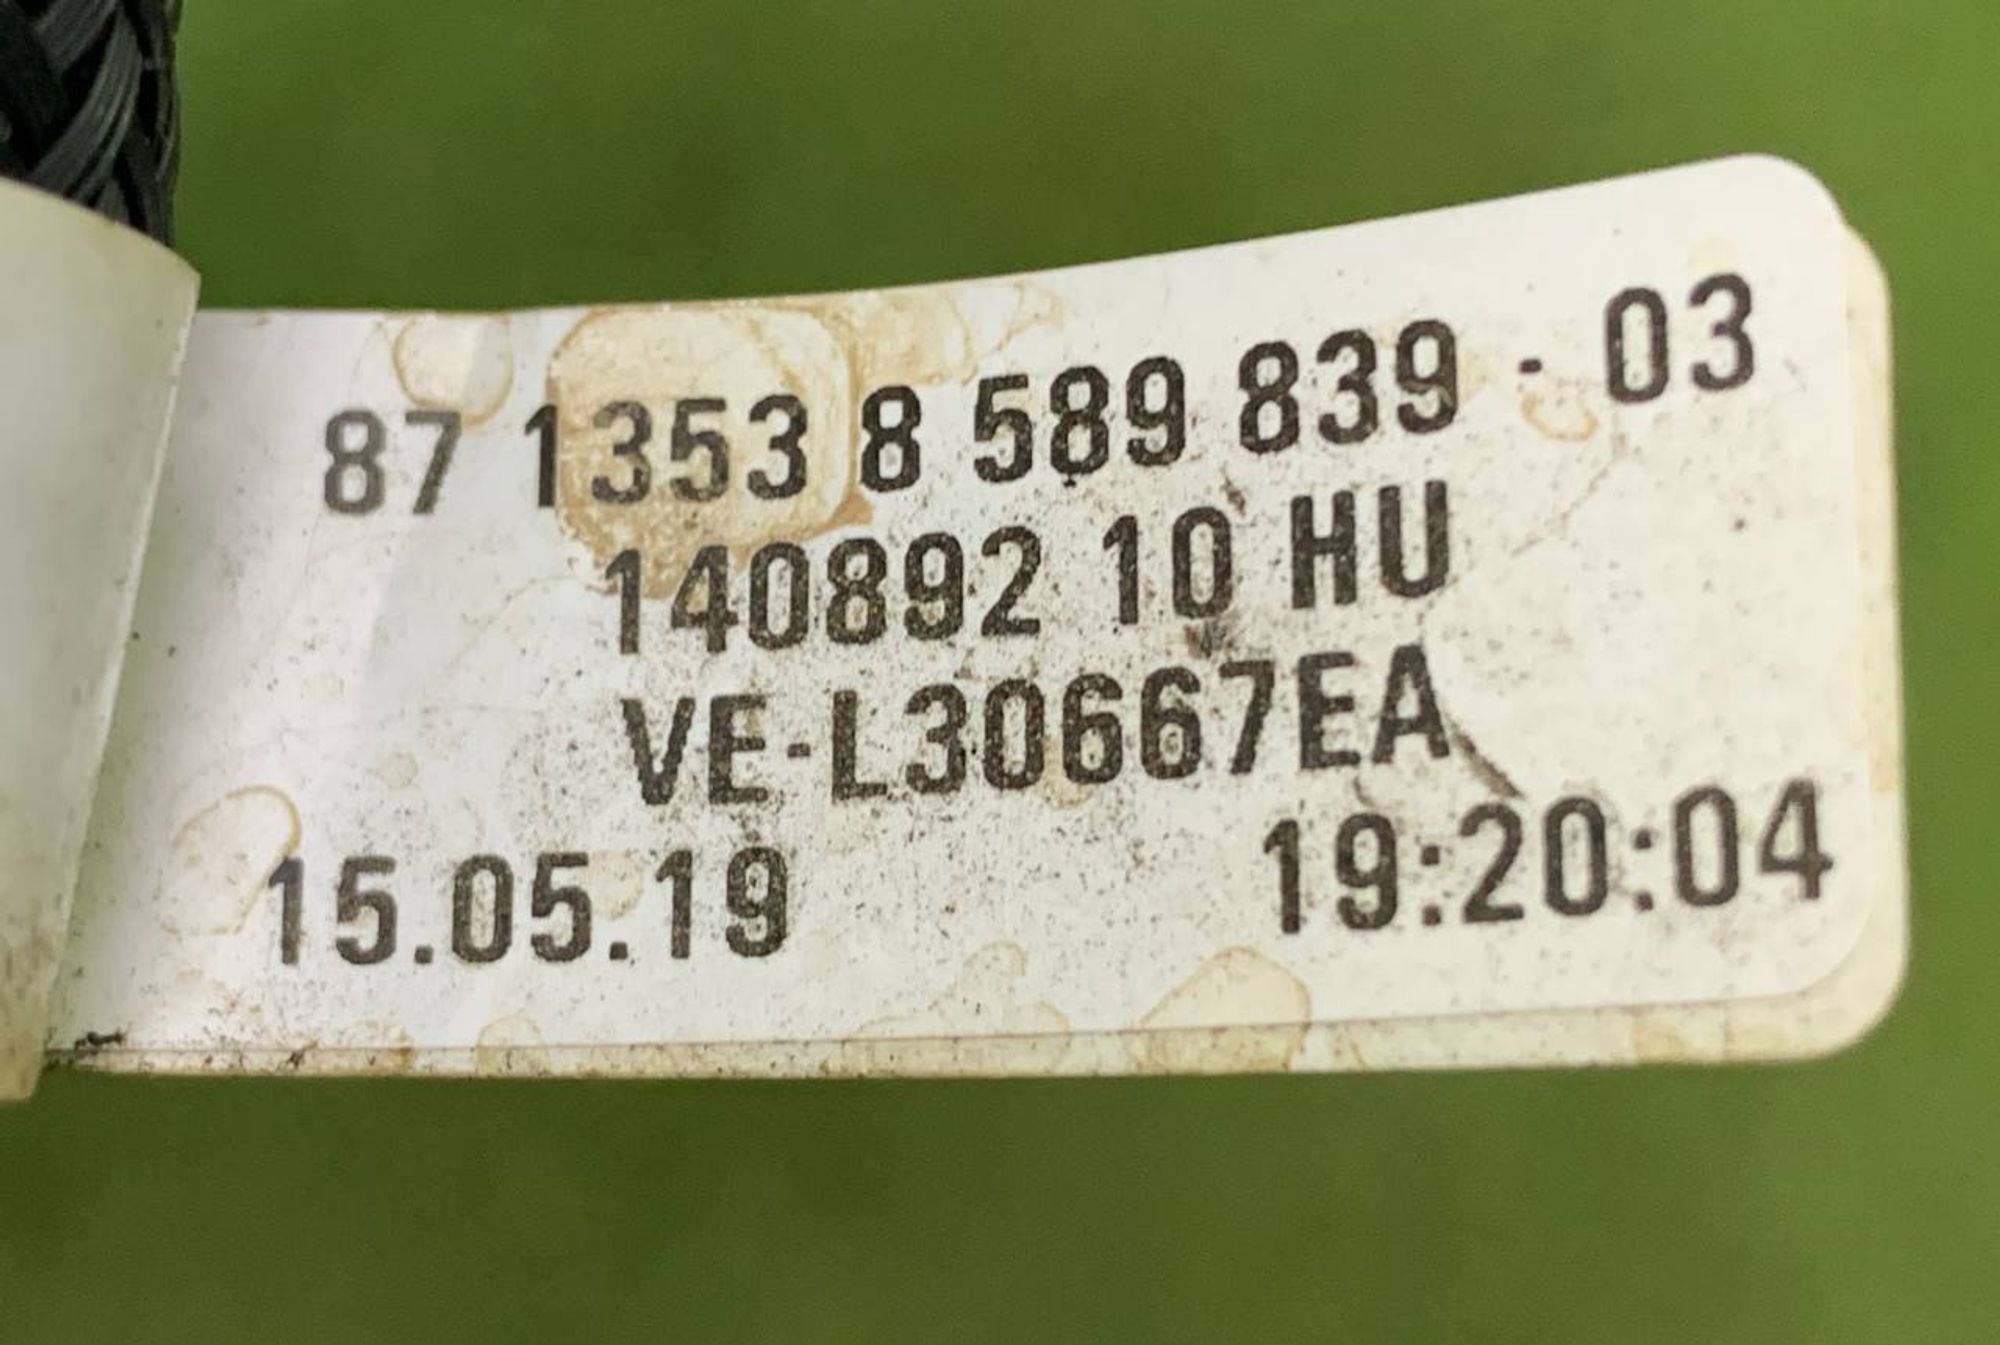 87 1353 8 589 839 - 03
140892 10 HU
VE-L30667EA
15.05.19 19:20:04